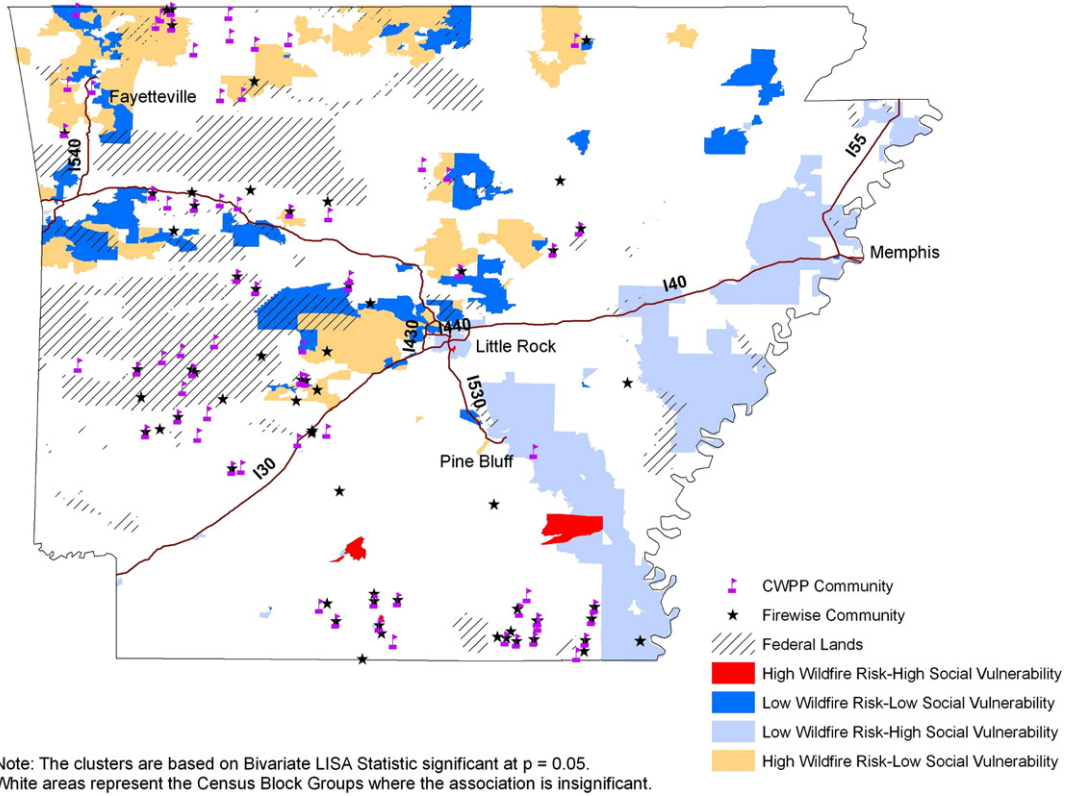 Fayetteville
I540
I55
Memphis
I40
I430
I440
Little Rock
I530
Pine Bluff
I30
CWPP Community
Firewise Community
Federal Lands
High Wildfire Risk-High Social Vulnerability
Low Wildfire Risk-Low Social Vulnerability
Low Wildfire Risk-High Social Vulnerability
High Wildfire Risk-Low Social Vulnerability
Note: The clusters are based on Bivariate LISA Statistic significant at p = 0.05.
White areas represent the Census Block Groups where the association is insignificant.